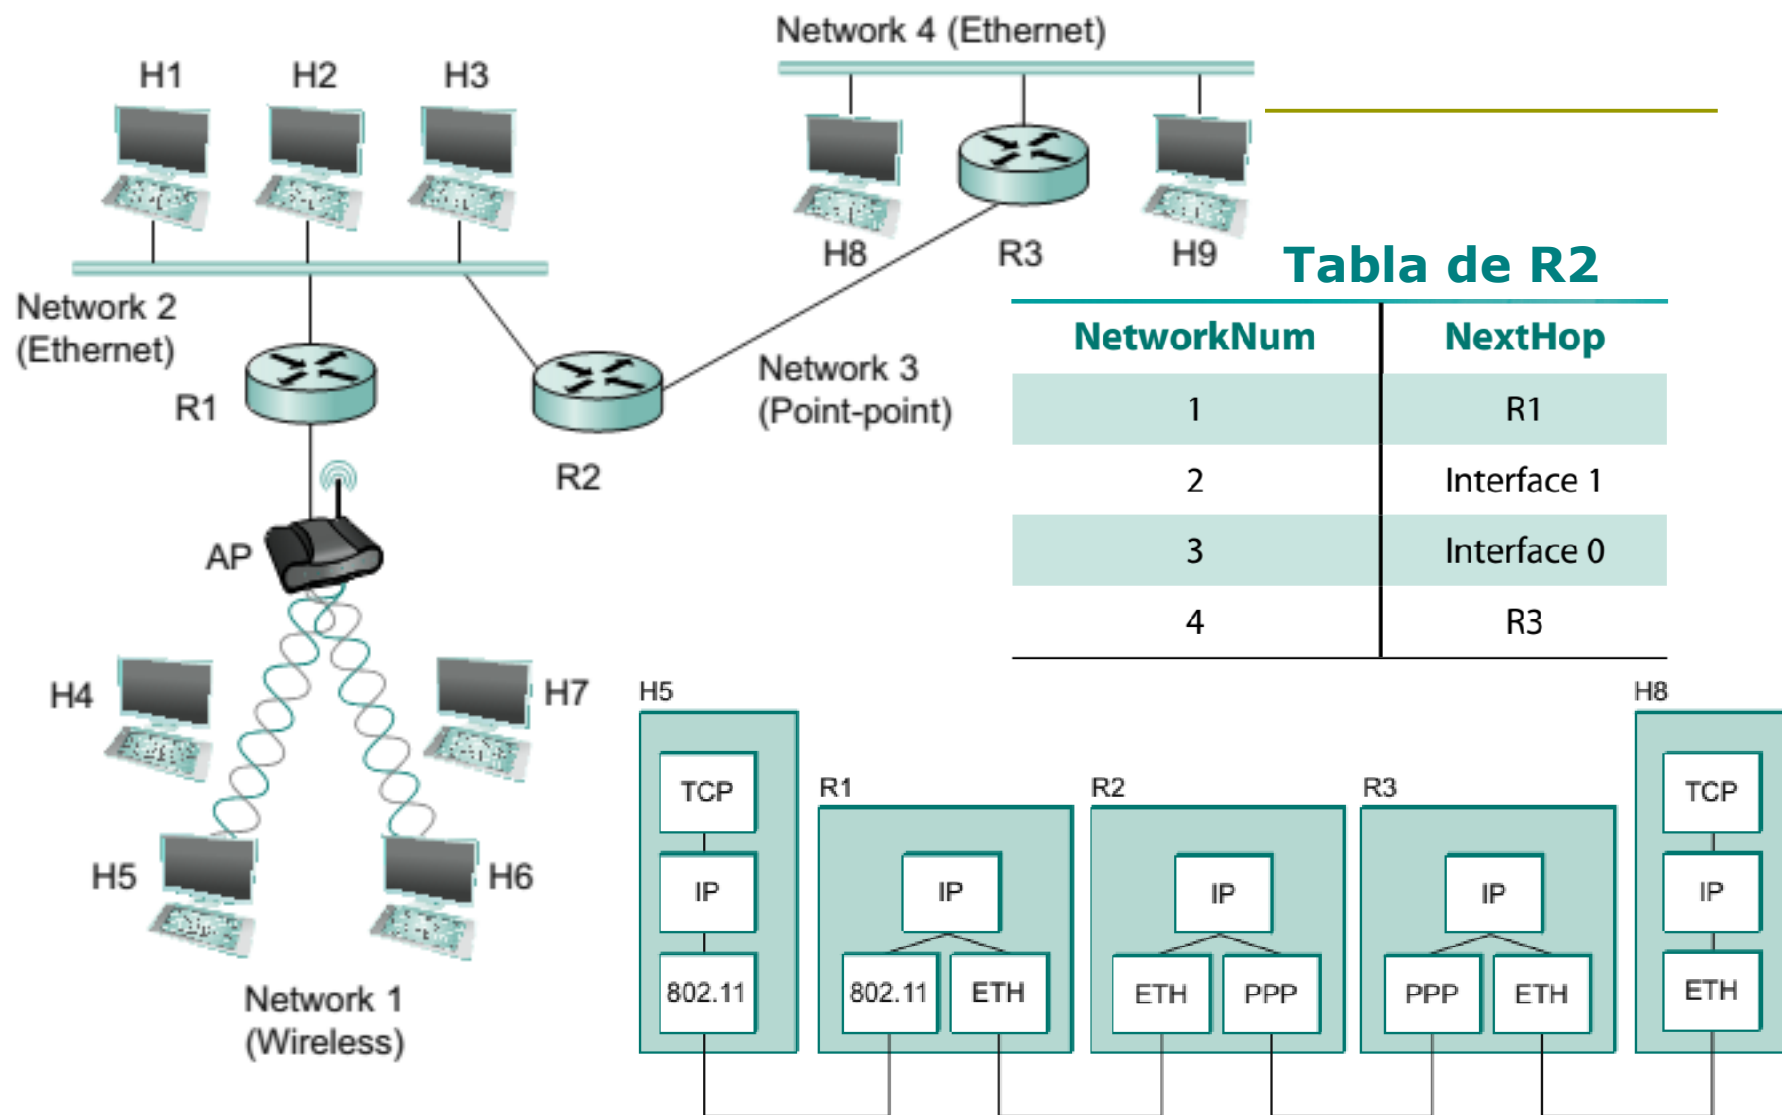 Network 4 (Ethernet)
H1
H2
H3
H8
R3
H9
Network 2
(Ethernet)
R1
R2
Network 3
(Point-point)
AP
H4
H7
H5
H6
Network 1
(Wireless)
Tabla de R2
NetworkNum NextHop
1 R1
2 Interface 1
3 Interface 0
4 R3
H5
TCP
IP
802.11
R1
IP
802.11 ETH
R2
IP
ETH PPP
R3
IP
PPP ETH
H8
TCP
IP
ETH